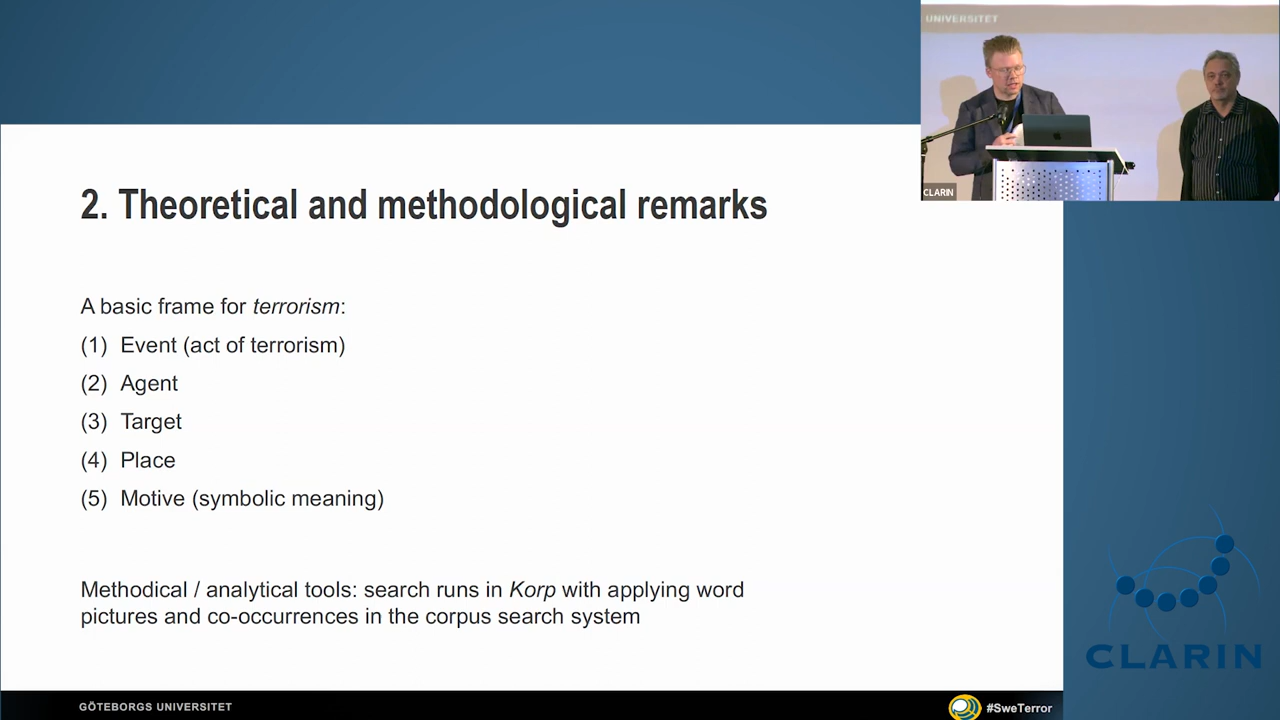 UNIVERSITET
CLARIN
2. Theoretical and methodological remarks
A basic frame for terrorism:
(1) Event (act of terrorism)
(2) Agent
(3) Target
(4) Place
(5) Motive (symbolic meaning)
Methodical / analytical tools: search runs in Korp with applying word
pictures and co-occurrences in the corpus search system
CLARIN
GÖTEBORGS UNIVERSITET
#SweTerror